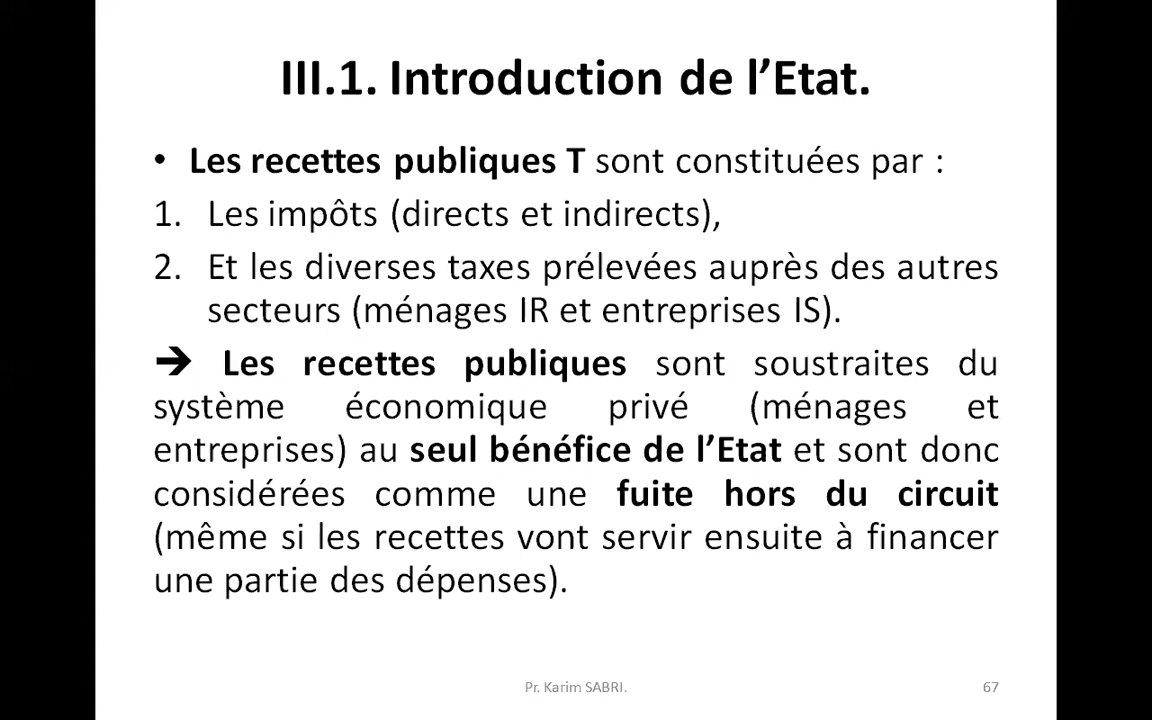 III.1. Introduction de l’Etat.
• Les recettes publiques T sont constituées par :
1. Les impôts (directs et indirects),
2. Et les diverses taxes prélevées auprès des autres
secteurs (ménages IR et entreprises IS).
➔ Les recettes publiques sont soustraites du
système économique privé (ménages et
entreprises) au seul bénéfice de l’Etat et sont donc
considérées comme une fuite hors du circuit
(même si les recettes vont servir ensuite à financer
une partie des dépenses).
Pr. Karim SABRI.
67